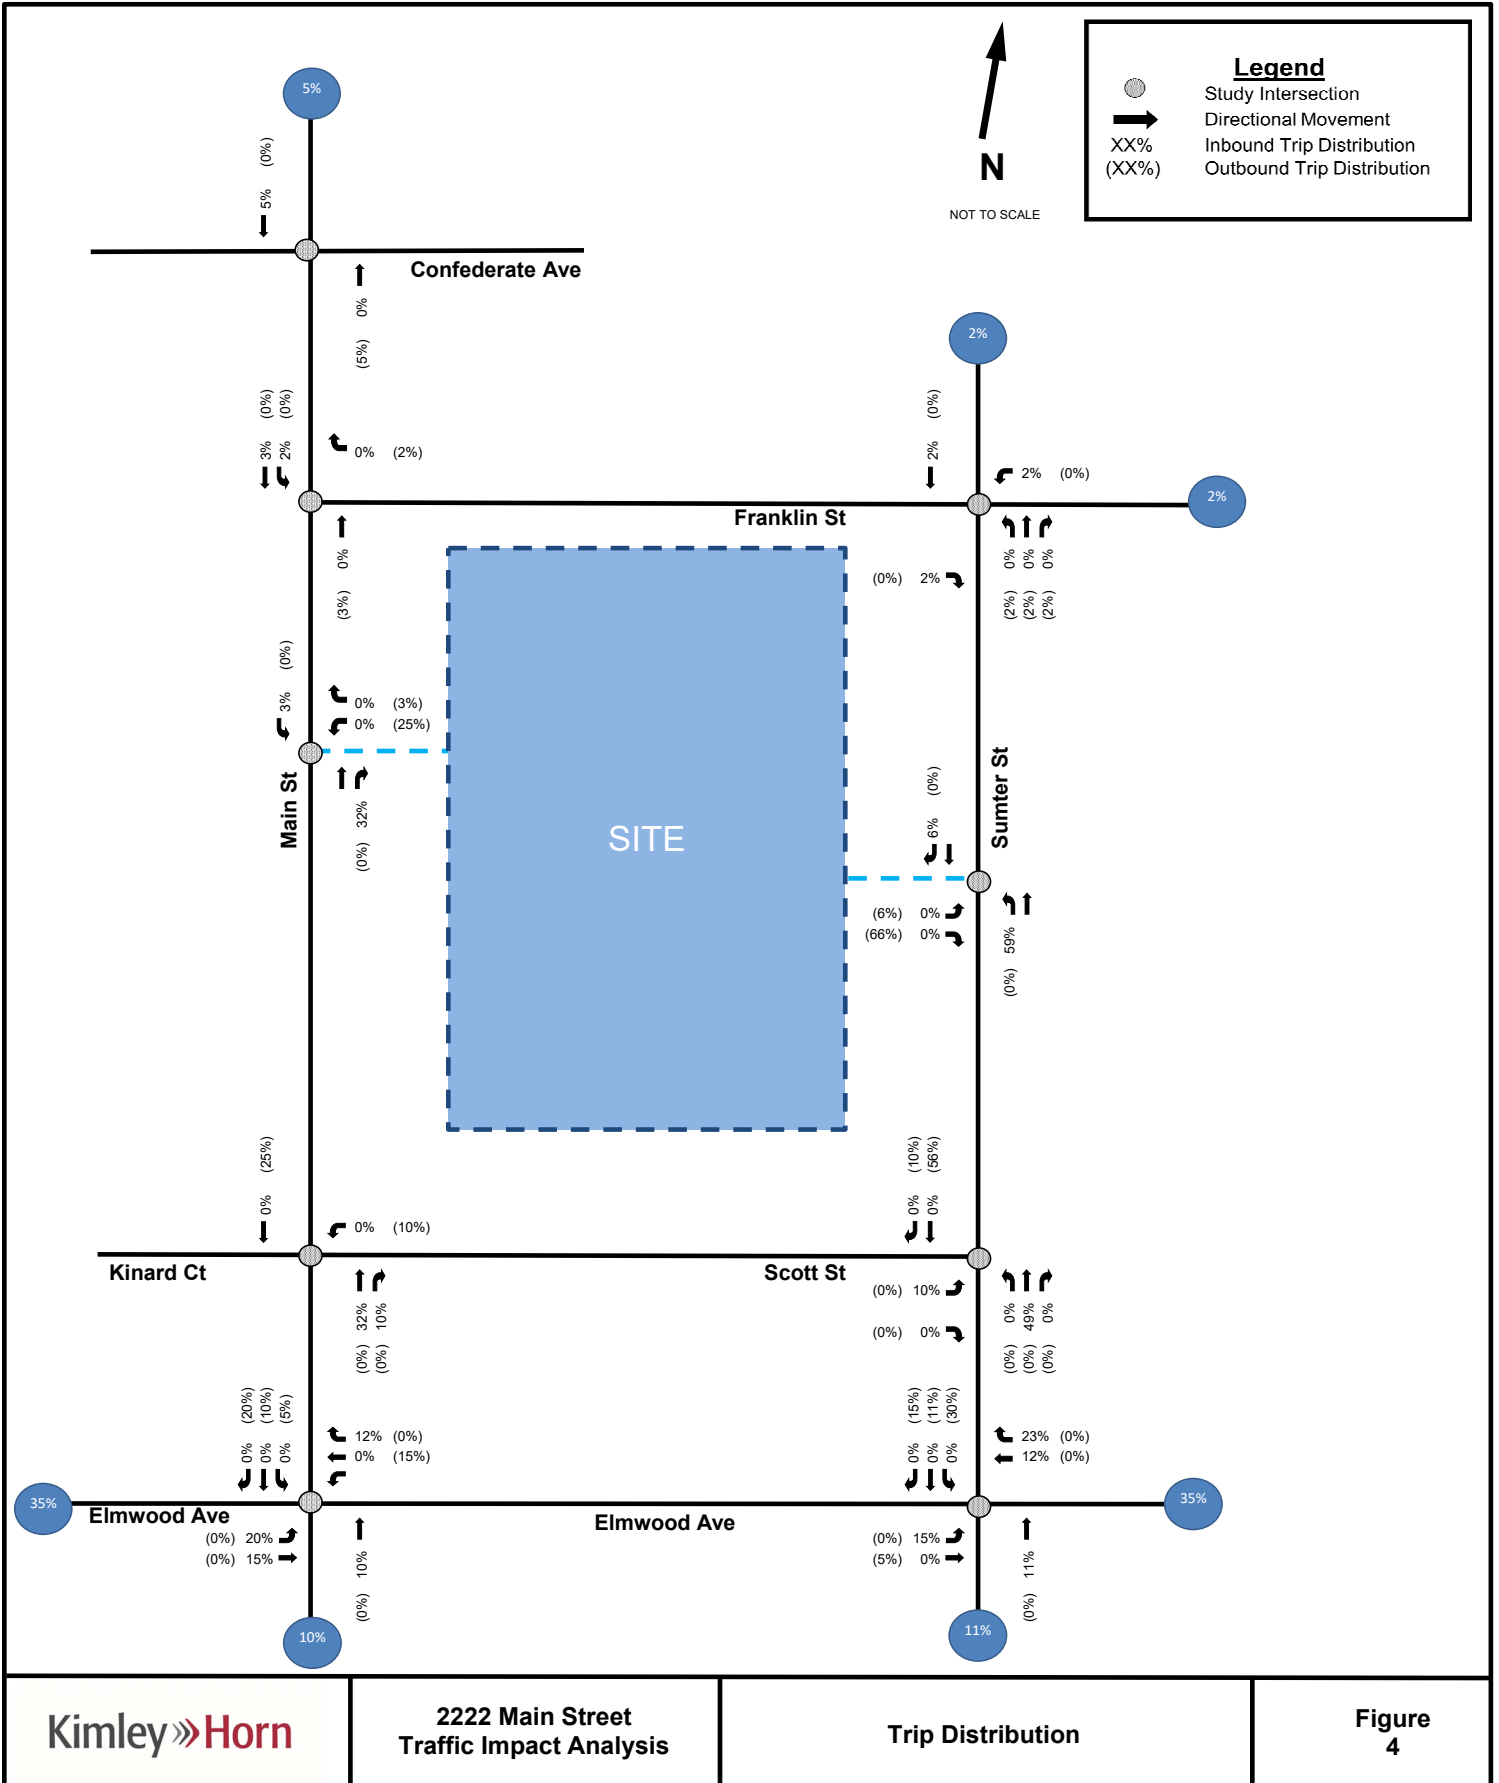 Legend
Study Intersection
Directional Movement
XX% Inbound Trip Distribution
(XX%) Outbound Trip Distribution
N
NOT TO SCALE
5%
5% (0%)
Confederate Ave
(5%) 0%
2%
3% (0%)
2% (0%)
0% (2%)
2% (0%)
2% (0%)
2%
Franklin St
(3%) 0%
(0%) 2%
(2%) 0%
(2%) 0%
(2%) 0%
3% (0%)
0% (3%)
0% (25%)
Main St
(0%) 32%
SITE
Sumter St
6% (0%)
(6%) 0%
(66%) 0%
(0%) 59%
0% (25%)
0% (10%)
0% (10%)
0% (56%)
Kinard Ct
Scott St
(0%) 32%
(0%) 10%
(0%) 10%
(0%) 0%
(0%) 0%
(0%) 49%
(0%) 0%
0% (20%)
0% (10%)
0% (5%)
12% (0%)
0% (15%)
0% (15%)
0% (11%)
0% (30%)
23% (0%)
12% (0%)
35%
Elmwood Ave
Elmwood Ave
35%
(0%) 20%
(0%) 15%
(0%) 10%
(0%) 15%
(5%) 0%
(0%) 11%
10%
11%
Kimley»Horn
2222 Main Street
Traffic Impact Analysis
Trip Distribution
Figure
4